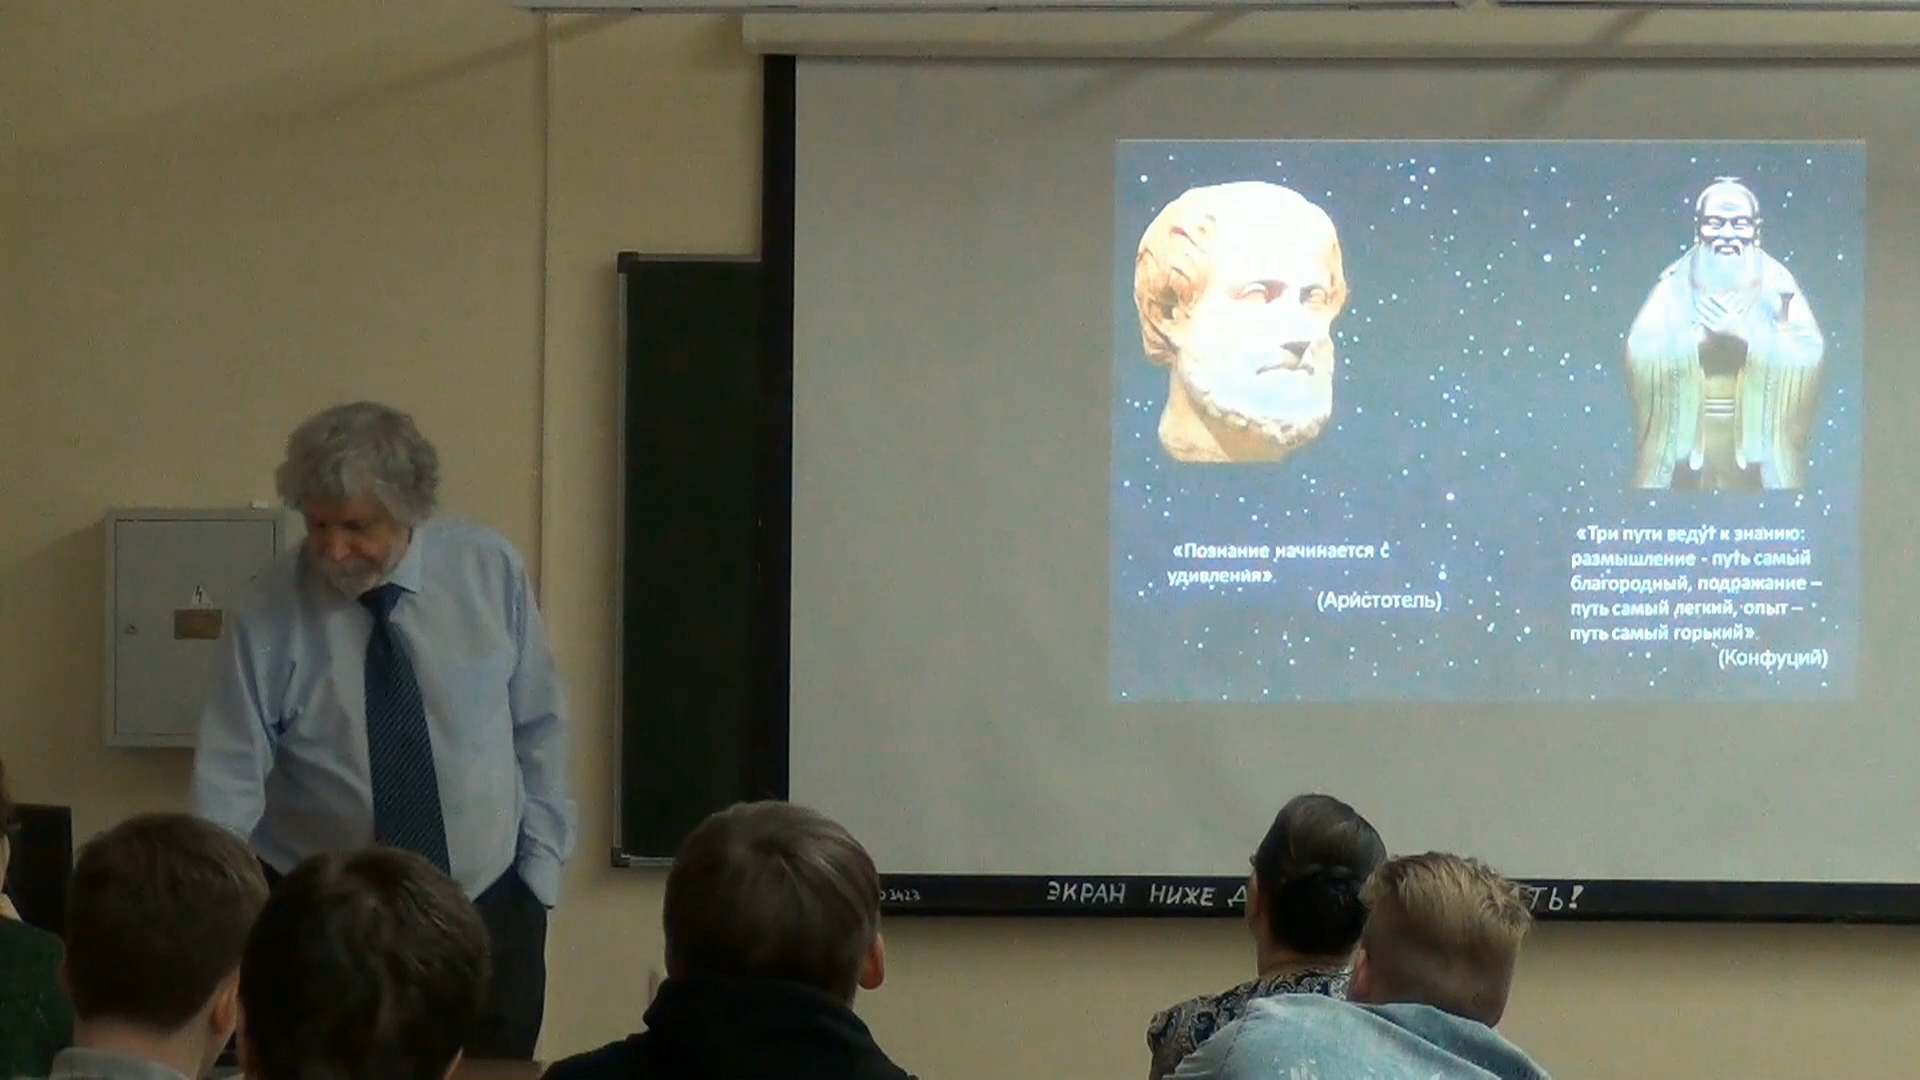 «Познание начинается с
удивления»
(Аристотель)
«Три пути ведут к знанию:
размышление - путь самый
благородный, подражание –
путь самый легкий, опыт –
путь самый горький»
(Конфуций)
3423
ЭКРАН НИЖЕ